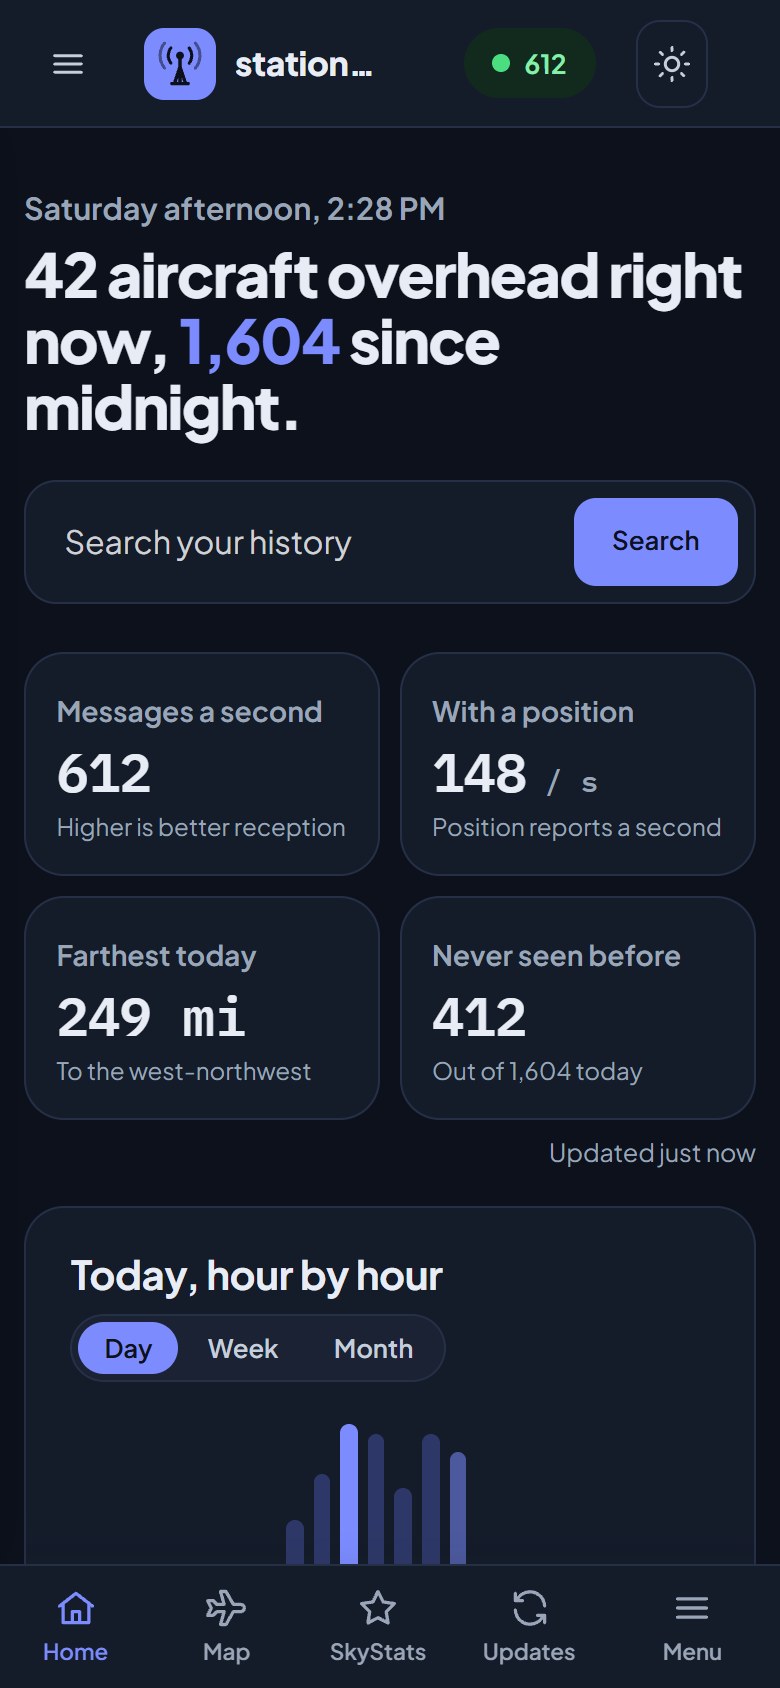 station...
612
Saturday afternoon, 2:28 PM
42 aircraft overhead right
now, 1,604 since
midnight.
Search your history
Search
Messages a second
612
Higher is better reception
With a position
148 / s
Position reports a second
Farthest today
249 mi
To the west-northwest
Never seen before
412
Out of 1,604 today
Updated just now
Today, hour by hour
Day
Week
Month
Home
Map
SkyStats
Updates
Menu